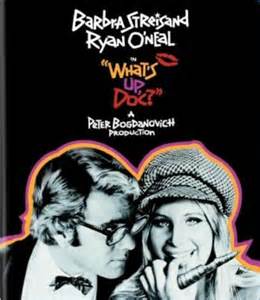 BARBRA STREISAND
RYAN O'NEAL
IN
"WHAT'S
UP,
DOC?"
A
PETER BOGDANOVICH
PRODUCTION